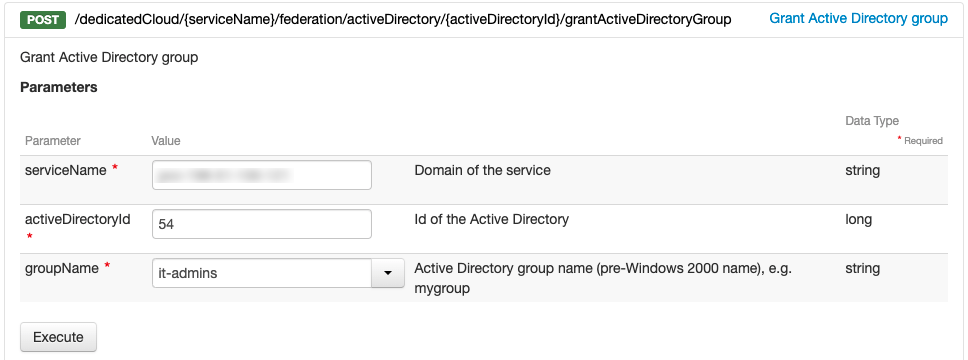 POST /dedicatedCloud/{serviceName}/federation/activeDirectory/{activeDirectoryId}/grantActiveDirectoryGroup Grant Active Directory group
Grant Active Directory group
Parameters
Data Type
Parameter Value * Required
serviceName * Domain of the service string
activeDirectoryId 54 Id of the Active Directory long
*
groupName * it-admins Active Directory group name (pre-Windows 2000 name), e.g. string
mygroup
Execute